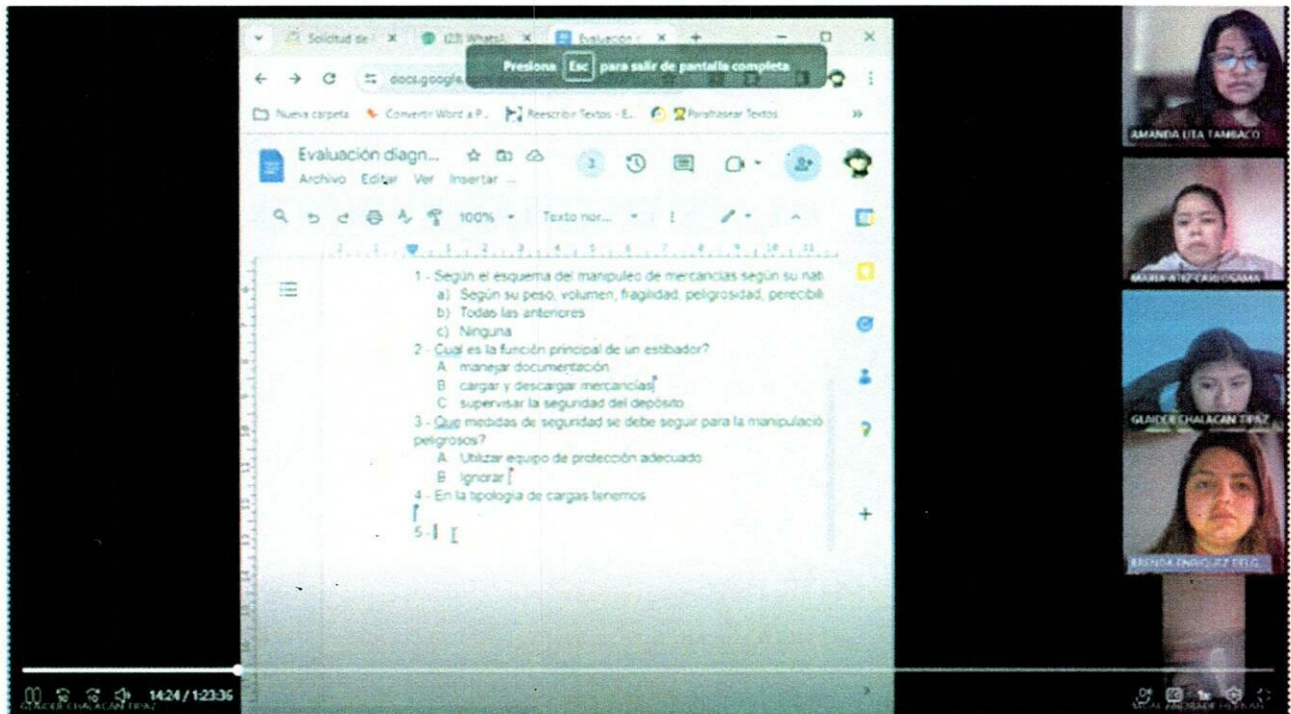 Solicitud de
(23) WhatsA
Evaluación
Presiona Esc para salir de pantalla completa
docs.google.
Nueva carpeta
Convertir Word a P...
Reescribir Textos - E...
Parafrasear Textos
Evaluación diagn...
3
Archivo Editar Ver Insertar ...
100%
Texto nor...
1.- Según el esquema del manipuleo de mercancías según su nat
a) Según su peso, volumen, fragilidad, peligrosidad, perecibili
b) Todas las anteriores
c) Ninguna
2.- Cual es la función principal de un estibador?
A. manejar documentación
B. cargar y descargar mercancías
C. supervisar la seguridad del depósito
3.- Que medidas de seguridad se debe seguir para la manipulació
peligrosos?
A. Utilizar equipo de protección adecuado
B. Ignorar
4.- En la tipología de cargas tenemos
5.-
AMANDA UTA TAMBACO
GLAIDER CHALACAN TIPAZ
14:24 / 1:23:36
1x